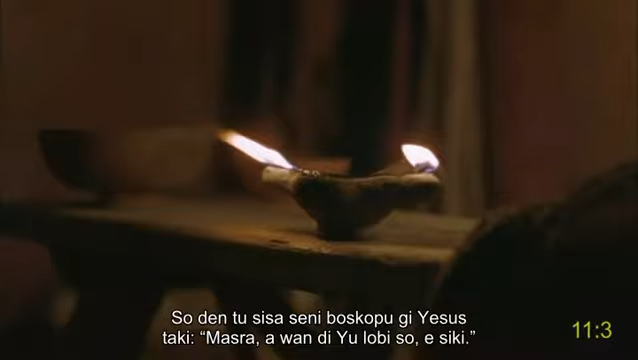 So den tu sisa seni boskopu gi Yesus
taki: “Masra, a wan di Yu lobi so, e siki.”
11:3